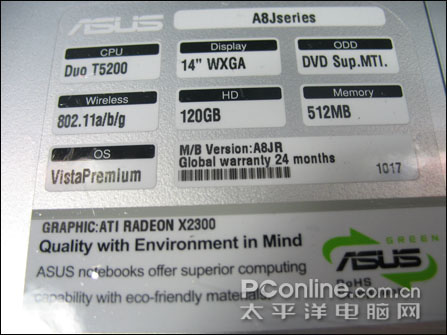 ASUS A8Jseries
CPU
Duo T5200
Display
14" WXGA
ODD
DVD Sup.MTI.
Wireless
802.11a/b/g
HD
120GB
Memory
512MB
OS
VistaPremium
M/B Version:A8JR
Global warranty 24 months
1017
GRAPHIC:ATI RADEON X2300
Quality with Environment in Mind
ASUS notebooks offer superior computing
capability with eco-friendly materials.
GREEN
ASUS
RoHS
PConline.com.cn
太平洋电脑网